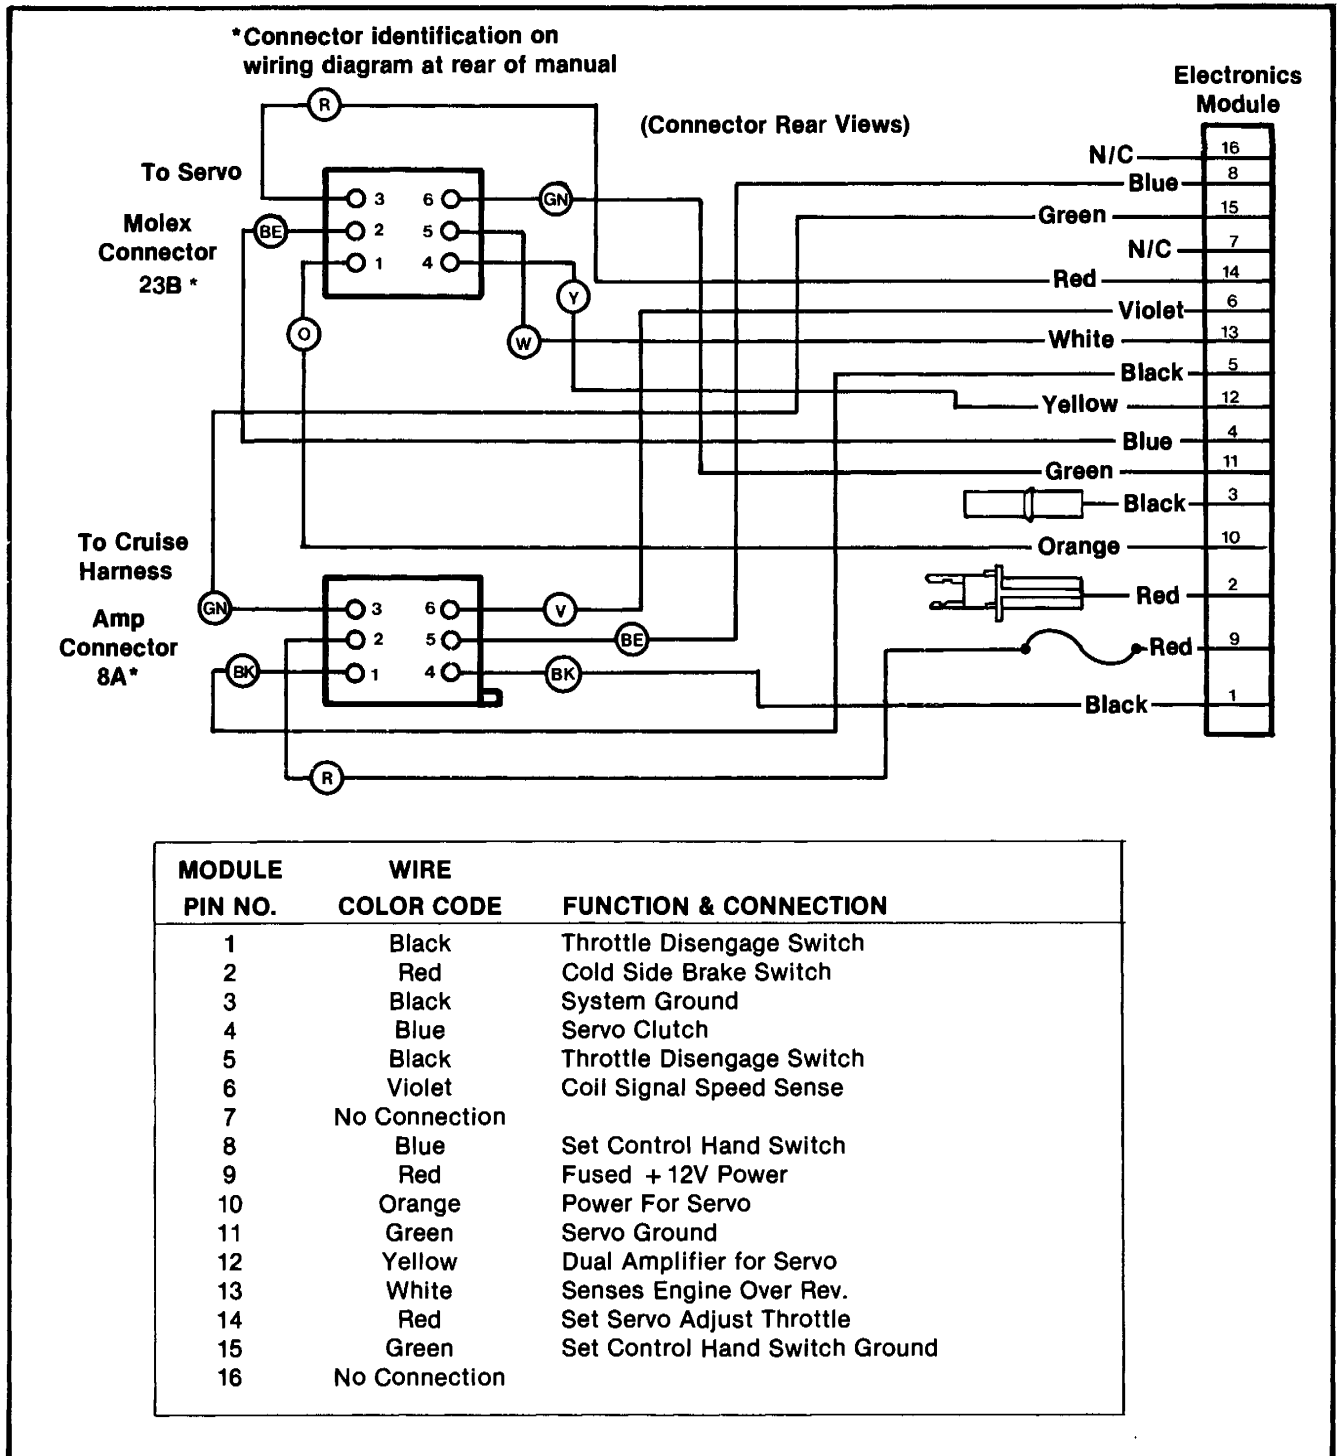 *Connector identification on
wiring diagram at rear of manual
Electronics
Module
(Connector Rear Views)
R
To Servo
Molex
Connector
23B *
3 6
2 5
1 4
BE
GN
Y
O
W
N/C 16
Blue 8
Green 15
N/C 7
Red 14
Violet 6
White 13
Black 5
Yellow 12
Blue 4
Green 11
Black 3
Orange 10
Red 2
Red 9
Black 1
To Cruise
Harness
Amp
Connector
8A*
3 6
2 5
1 4
GN
V
BE
BK
BK
R
MODULE WIRE
PIN NO. COLOR CODE FUNCTION & CONNECTION
1 Black Throttle Disengage Switch
2 Red Cold Side Brake Switch
3 Black System Ground
4 Blue Servo Clutch
5 Black Throttle Disengage Switch
6 Violet Coil Signal Speed Sense
7 No Connection
8 Blue Set Control Hand Switch
9 Red Fused +12V Power
10 Orange Power For Servo
11 Green Servo Ground
12 Yellow Dual Amplifier for Servo
13 White Senses Engine Over Rev.
14 Red Set Servo Adjust Throttle
15 Green Set Control Hand Switch Ground
16 No Connection